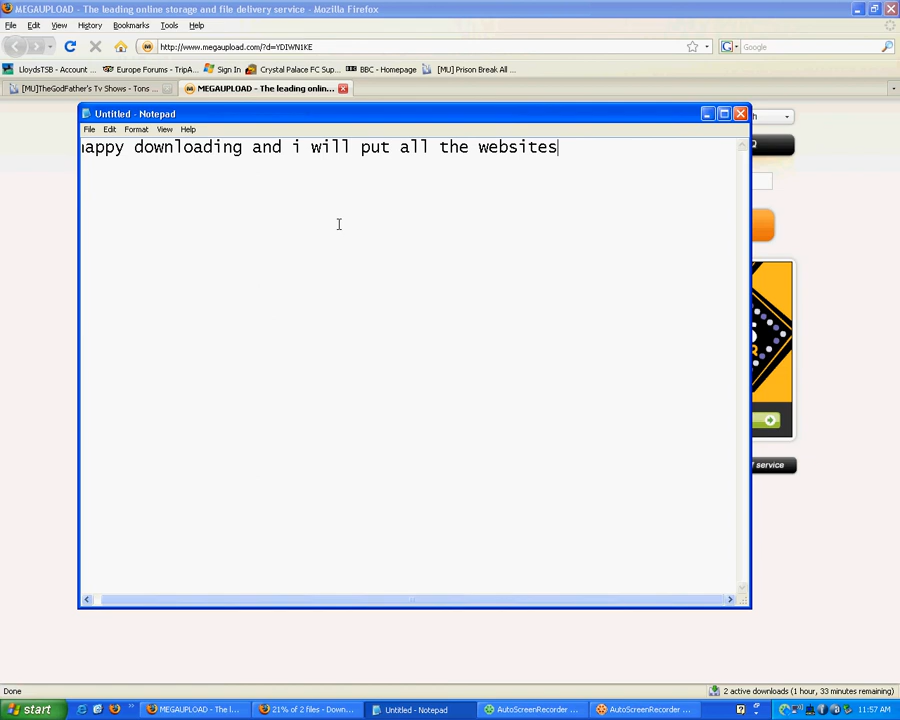 MEGAUPLOAD - The leading online storage and file delivery service - Mozilla Firefox
File Edit View History Bookmarks Tools Help
http://www.megaupload.com/?d=YDIWN1KE
Google
LloydsTSB - Account ... Europe Forums - TripA... Sign In Crystal Palace FC Sup... BBC - Homepage [MU] Prison Break All ...
[MU]TheGodFather's Tv Shows - Tons ... MEGAUPLOAD - The leading onlin...
Untitled - Notepad
File Edit Format View Help
happy downloading and i will put all the websites
service
Done
2 active downloads (1 hour, 33 minutes remaining)
start MEGAUPLOAD - The l... 21% of 2 files - Down... Untitled - Notepad AutoScreenRecorder ... AutoScreenRecorder ... 11:57 AM